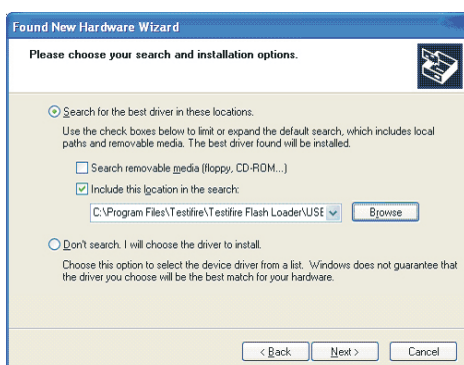 Found New Hardware Wizard
Please choose your search and installation options.
Search for the best driver in these locations.
Use the check boxes below to limit or expand the default search, which includes local
paths and removable media. The best driver found will be installed.
Search removable media (floppy, CD-ROM...)
Include this location in the search:
C:\Program Files\Testifire\Testifire Flash Loader\USE
Browse
Don't search. I will choose the driver to install.
Choose this option to select the device driver from a list. Windows does not guarantee that
the driver you choose will be the best match for your hardware.
< Back
Next >
Cancel